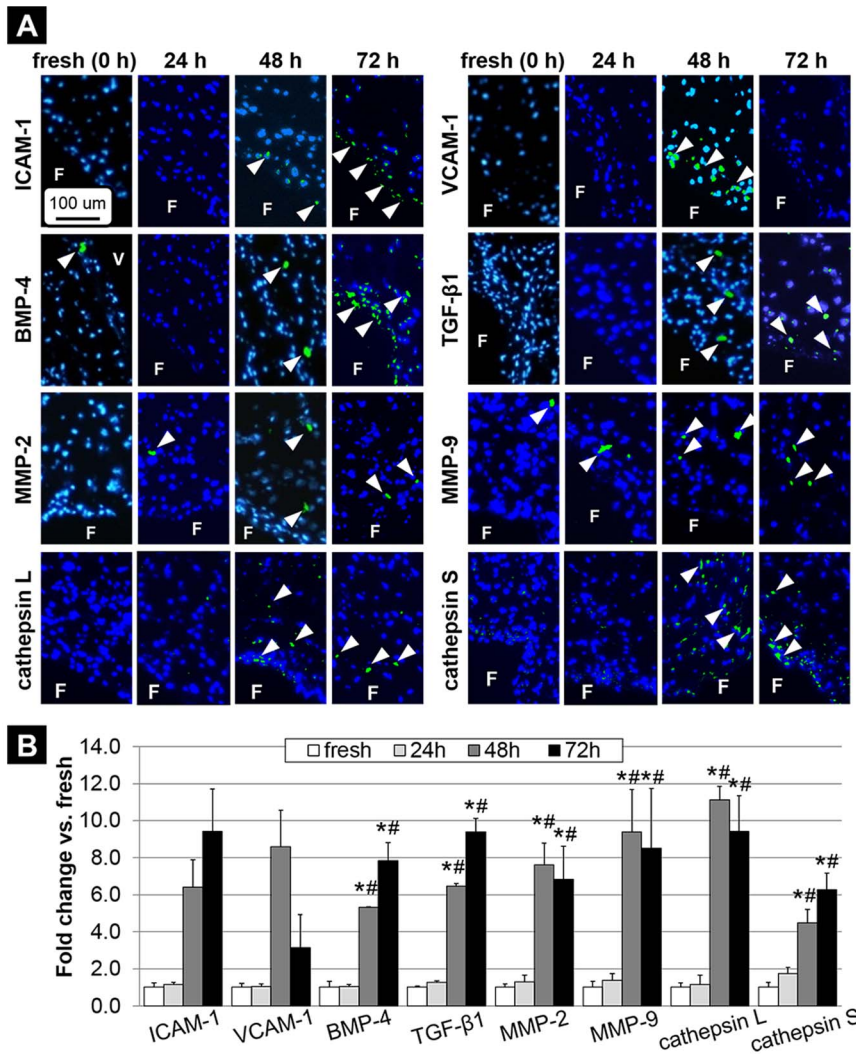 A
fresh (0 h) 24 h 48 h 72 h
fresh (0 h) 24 h 48 h 72 h
ICAM-1
F F F F
100 um
VCAM-1
F F F F
BMP-4
V F F F
TGF-β1
F F F F
MMP-2
F F F F
MMP-9
F F F F
cathepsin L
F F F F
cathepsin S
F F F F
B
Fold change vs. fresh
14.0
12.0
10.0
8.0
6.0
4.0
2.0
0.0
fresh 24h 48h 72h
*# *# *# *# *# *# *# *# *# *# *# *#
ICAM-1 VCAM-1 BMP-4 TGF-β1 MMP-2 MMP-9 cathepsin L cathepsin S